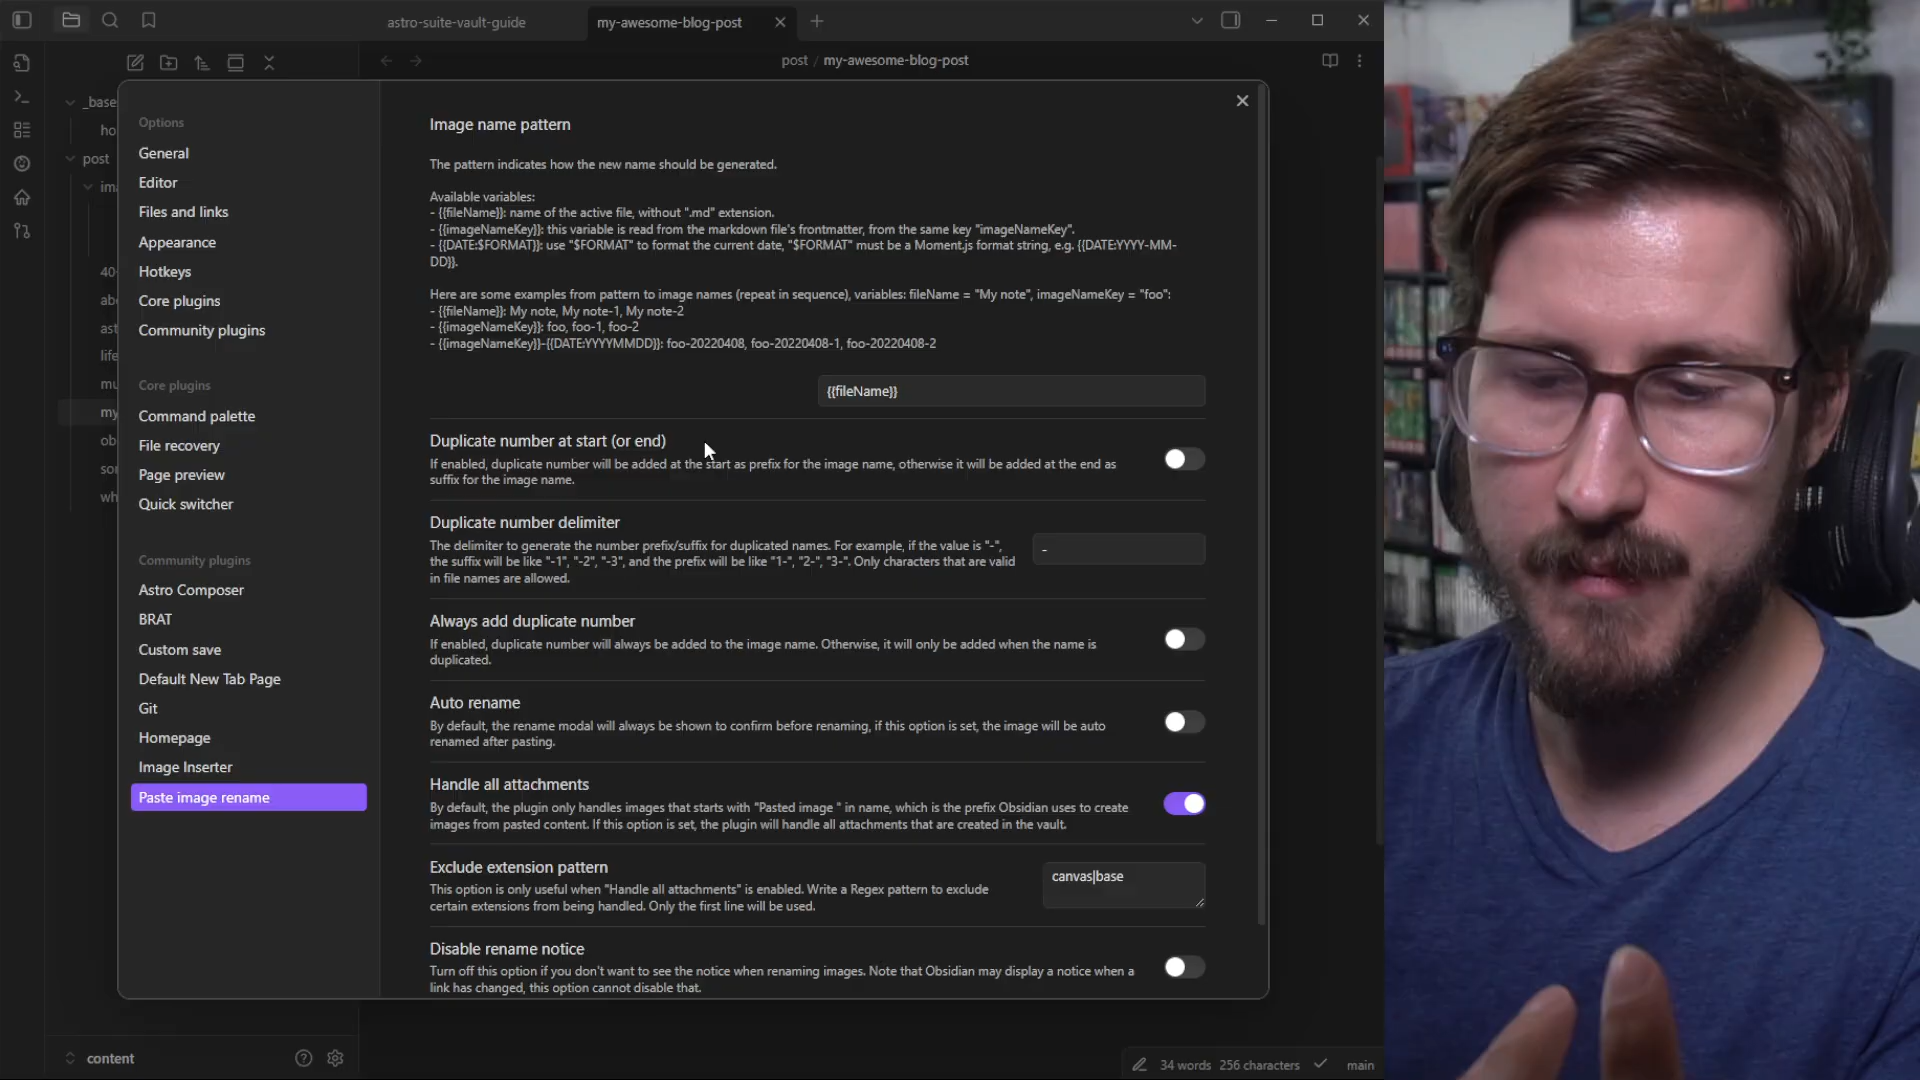 astro-suite-vault-guide
my-awesome-blog-post
post / my-awesome-blog-post
_base
ho
post
Options
General
Editor
Files and links
Appearance
Hotkeys
Core plugins
Community plugins
Core plugins
Command palette
File recovery
Page preview
Quick switcher
Community plugins
Astro Composer
BRAT
Custom save
Default New Tab Page
Git
Homepage
Image Inserter
Paste image rename
Image name pattern
The pattern indicates how the new name should be generated.
Available variables:
- {{fileName}}: name of the active file, without ".md" extension.
- {{imageNameKey}}: this variable is read from the markdown file's frontmatter, from the same key "imageNameKey".
- {{DATE:$FORMAT}}: use "$FORMAT" to format the current date, "$FORMAT" must be a Moment.js format string, e.g. {{DATE:YYYY-MM-
DD}}.
Here are some examples from pattern to image names (repeat in sequence), variables: fileName = "My note", imageNameKey = "foo":
- {{fileName}}: My note, My note-1, My note-2
- {{imageNameKey}}: foo, foo-1, foo-2
- {{imageNameKey}}-{{DATE:YYYYMMDD}}: foo-20220408, foo-20220408-1, foo-20220408-2
{{fileName}}
Duplicate number at start (or end)
If enabled, duplicate number will be added at the start as prefix for the image name, otherwise it will be added at the end as
suffix for the image name.
Duplicate number delimiter
The delimiter to generate the number prefix/suffix for duplicated names. For example, if the value is "-",
the suffix will be like "-1", "-2", "-3", and the prefix will be like "1-", "2-", "3-". Only characters that are valid
in file names are allowed.
-
Always add duplicate number
If enabled, duplicate number will always be added to the image name. Otherwise, it will only be added when the name is
duplicated.
Auto rename
By default, the rename modal will always be shown to confirm before renaming, if this option is set, the image will be auto
renamed after pasting.
Handle all attachments
By default, the plugin only handles images that starts with "Pasted image " in name, which is the prefix Obsidian uses to create
images from pasted content. If this option is set, the plugin will handle all attachments that are created in the vault.
Exclude extension pattern
This option is only useful when "Handle all attachments" is enabled. Write a Regex pattern to exclude
certain extensions from being handled. Only the first line will be used.
canvas|base
Disable rename notice
Turn off this option if you don't want to see the notice when renaming images. Note that Obsidian may display a notice when a
link has changed, this option cannot disable that.
content
34 words 256 characters
main